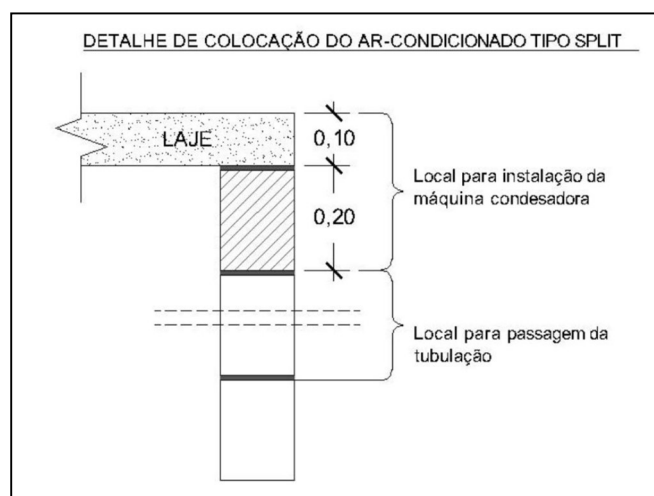 DETALHE DE COLOCAÇÃO DO AR-CONDICIONADO TIPO SPLIT
LAJE
0,10
Local para instalação da
máquina condesadora
0,20
Local para passagem da
tubulação